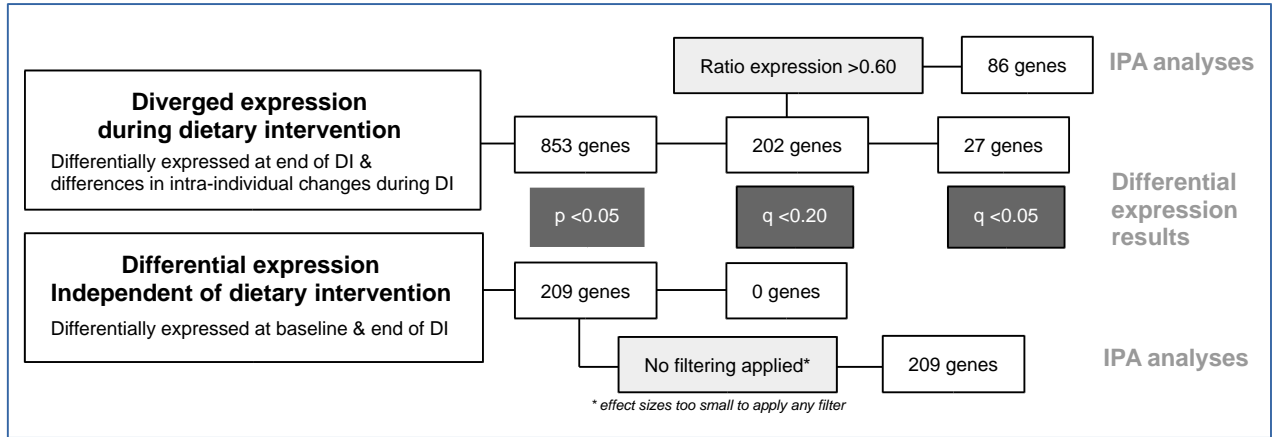 Ratio expression >0.60
86 genes
IPA analyses
Diverged expression
during dietary intervention
Differentially expressed at end of DI &
differences in intra-individual changes during DI
853 genes
202 genes
27 genes
p <0.05
q <0.20
q <0.05
Differential
expression
results
Differential expression
Independent of dietary intervention
Differentially expressed at baseline & end of DI
209 genes
0 genes
No filtering applied*
209 genes
IPA analyses
* effect sizes too small to apply any filter